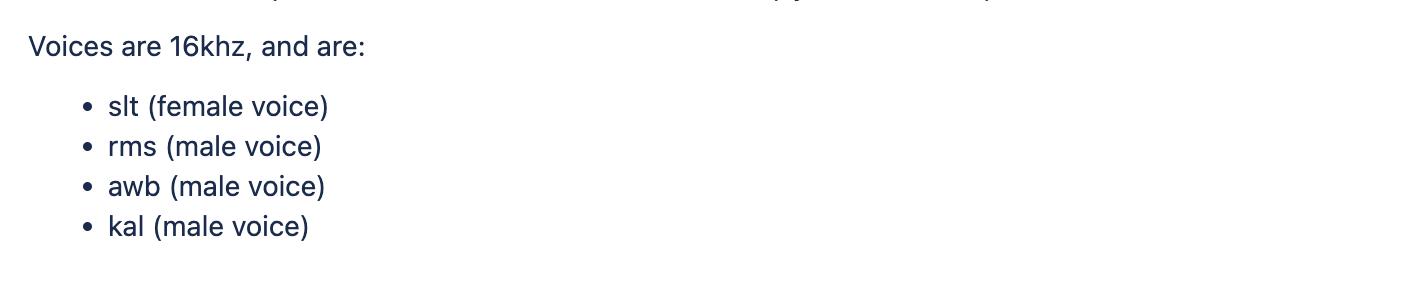 Voices are 16khz, and are:
• slt (female voice)
• rms (male voice)
• awb (male voice)
• kal (male voice)